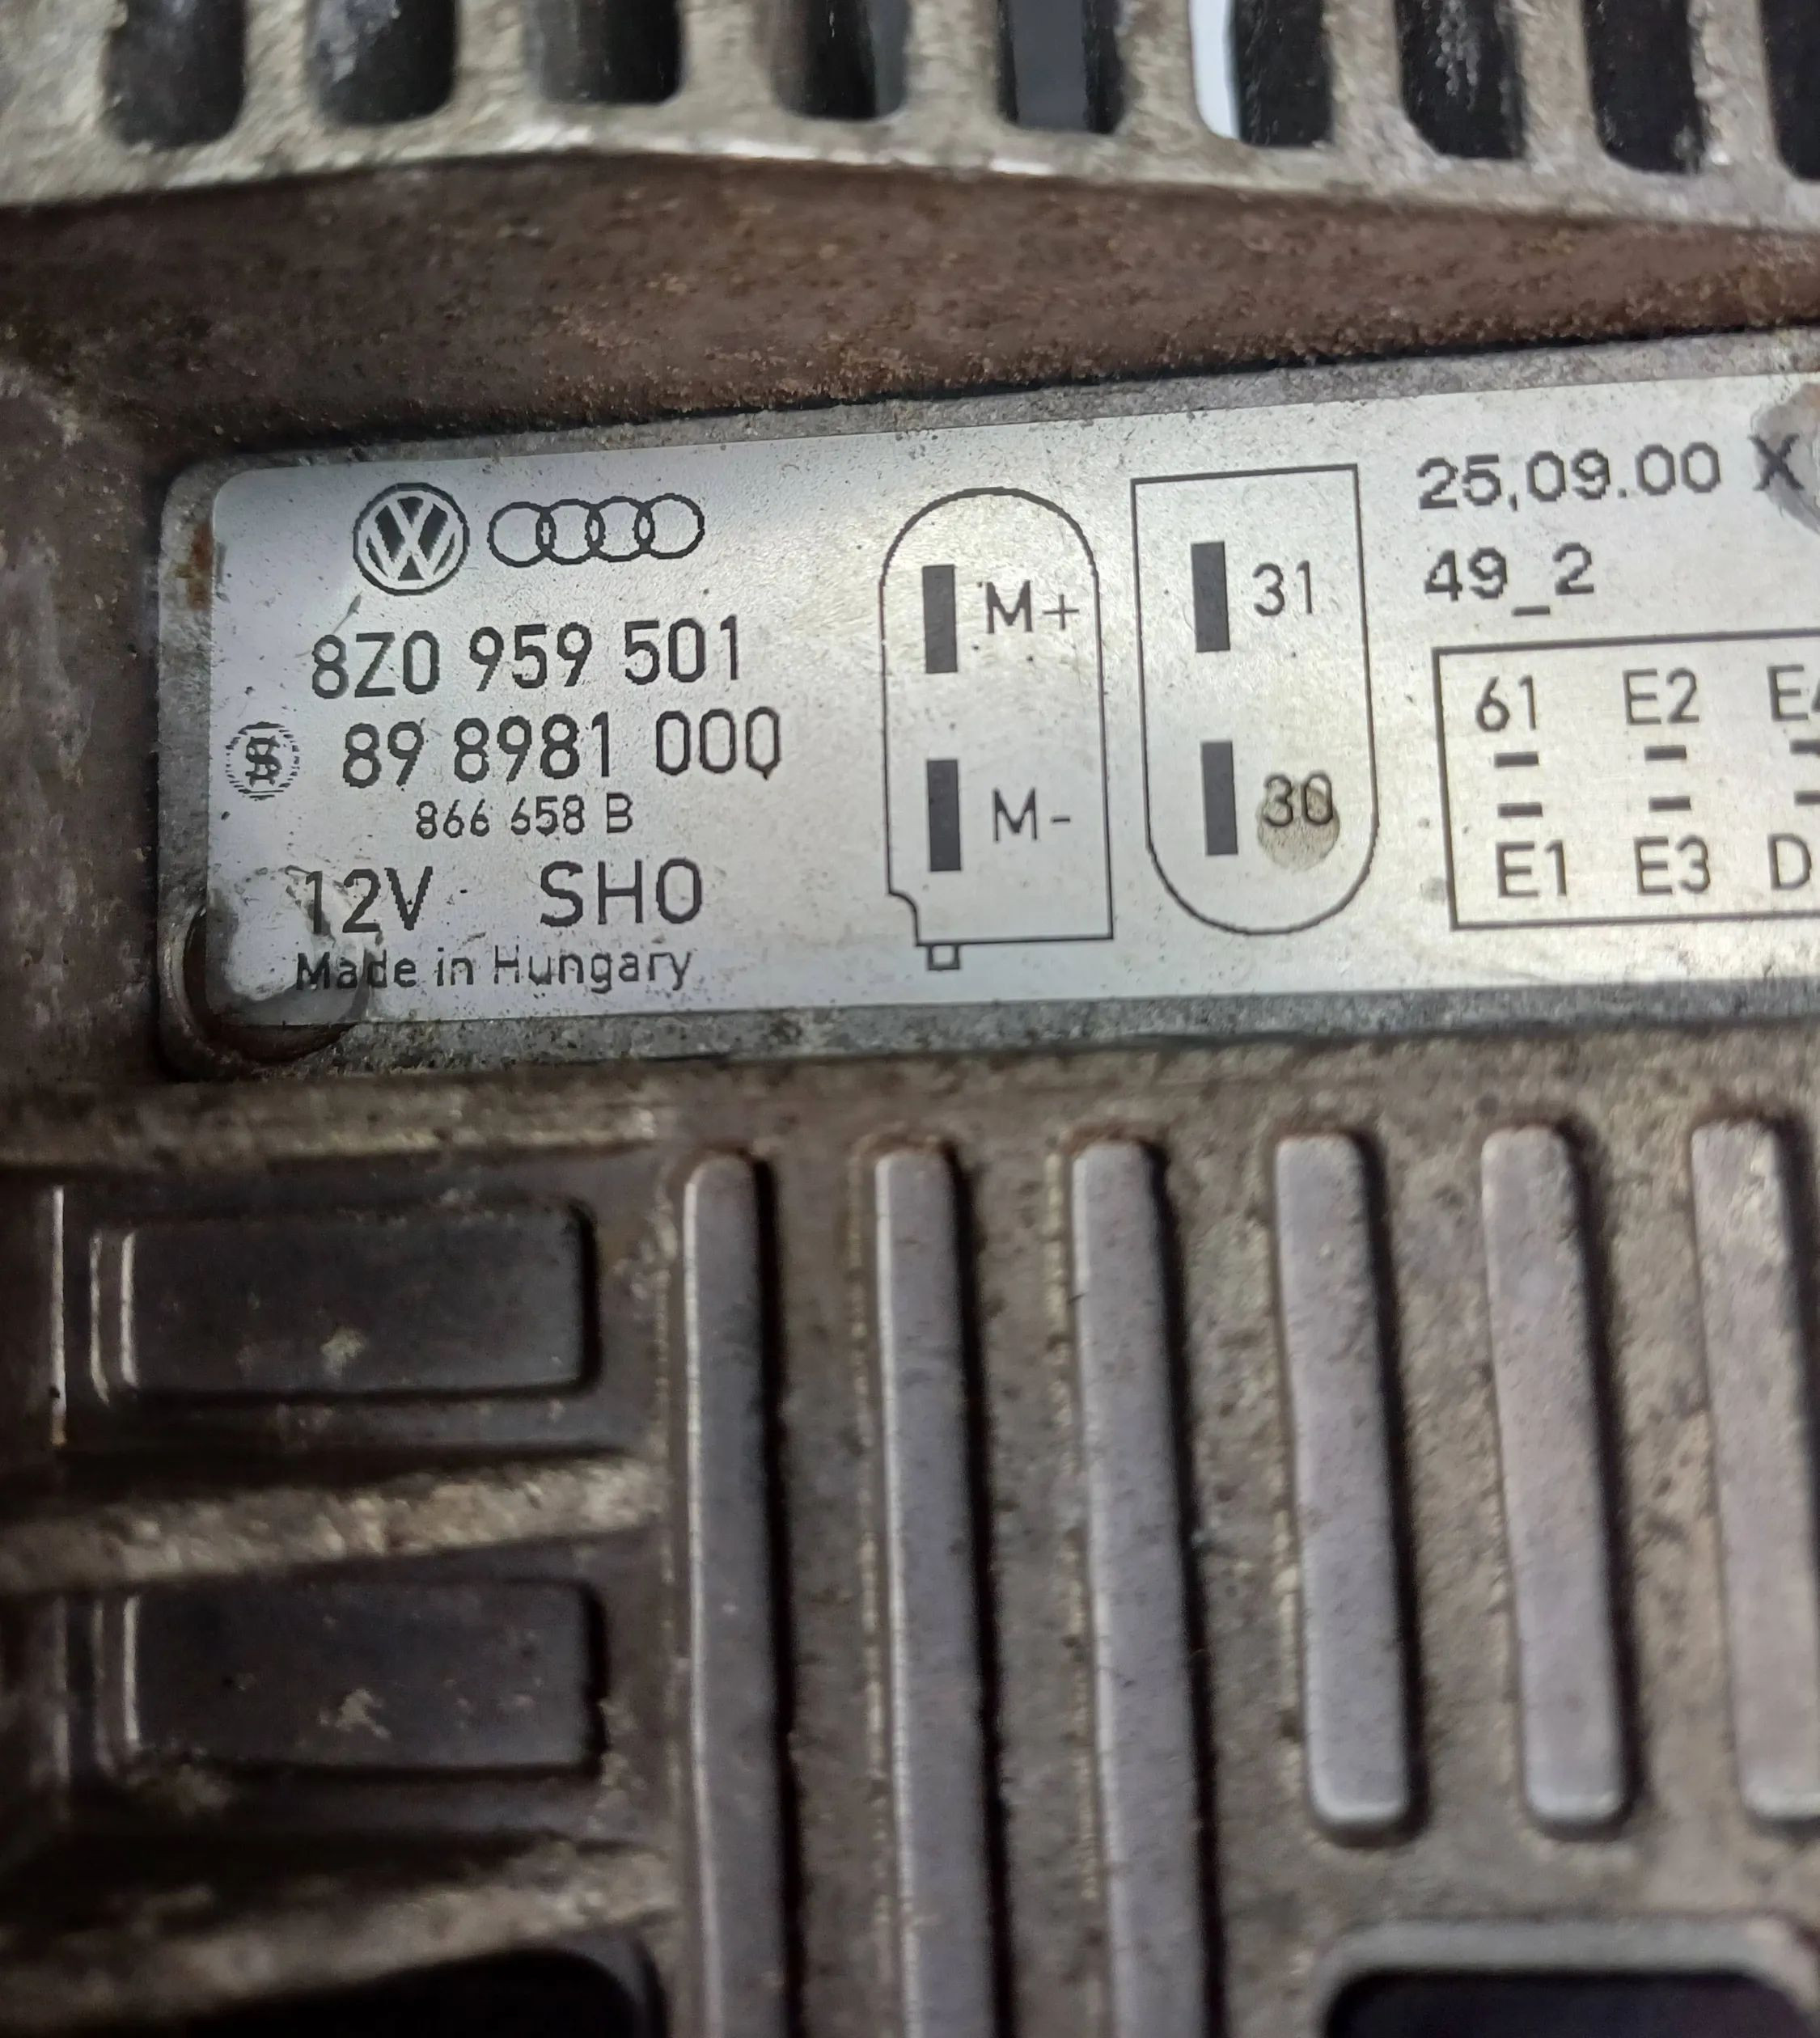 8Z0 959 501
89 8981 000
866 658 B
12V SHO
Made in Hungary
M+
M-
31
30
25,09.00 X
49_2
61 E2
E1 E3 D